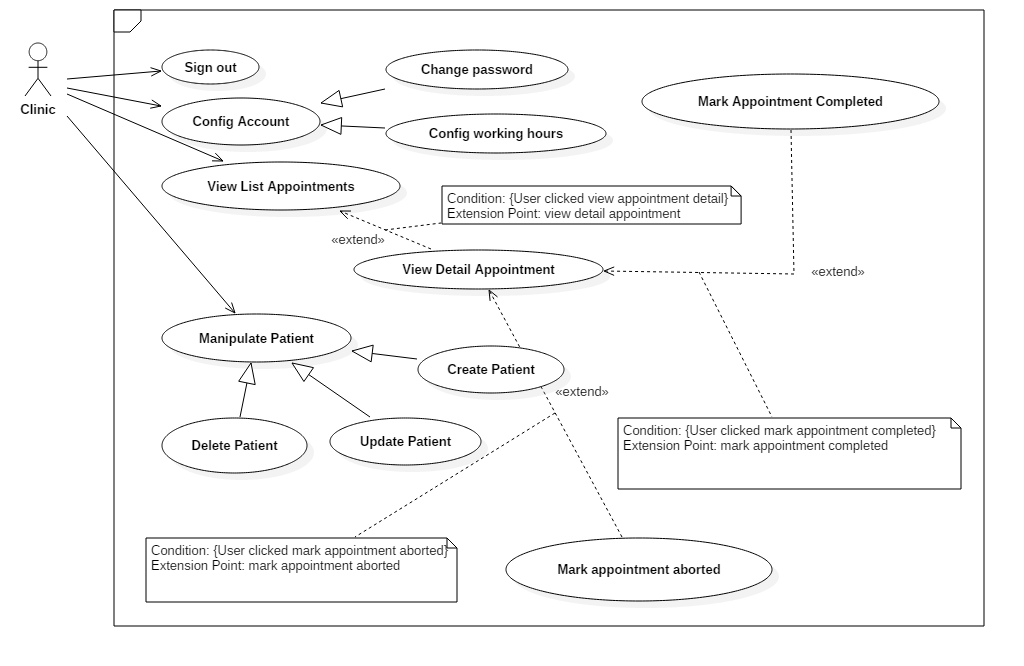 Clinic
Sign out
Change password
Config Account
Config working hours
Mark Appointment Completed
View List Appointments
Condition: {User clicked view appointment detail}
Extension Point: view detail appointment
«extend»
View Detail Appointment
«extend»
Manipulate Patient
Create Patient
«extend»
Delete Patient
Update Patient
Condition: {User clicked mark appointment completed}
Extension Point: mark appointment completed
Condition: {User clicked mark appointment aborted}
Extension Point: mark appointment aborted
Mark appointment aborted